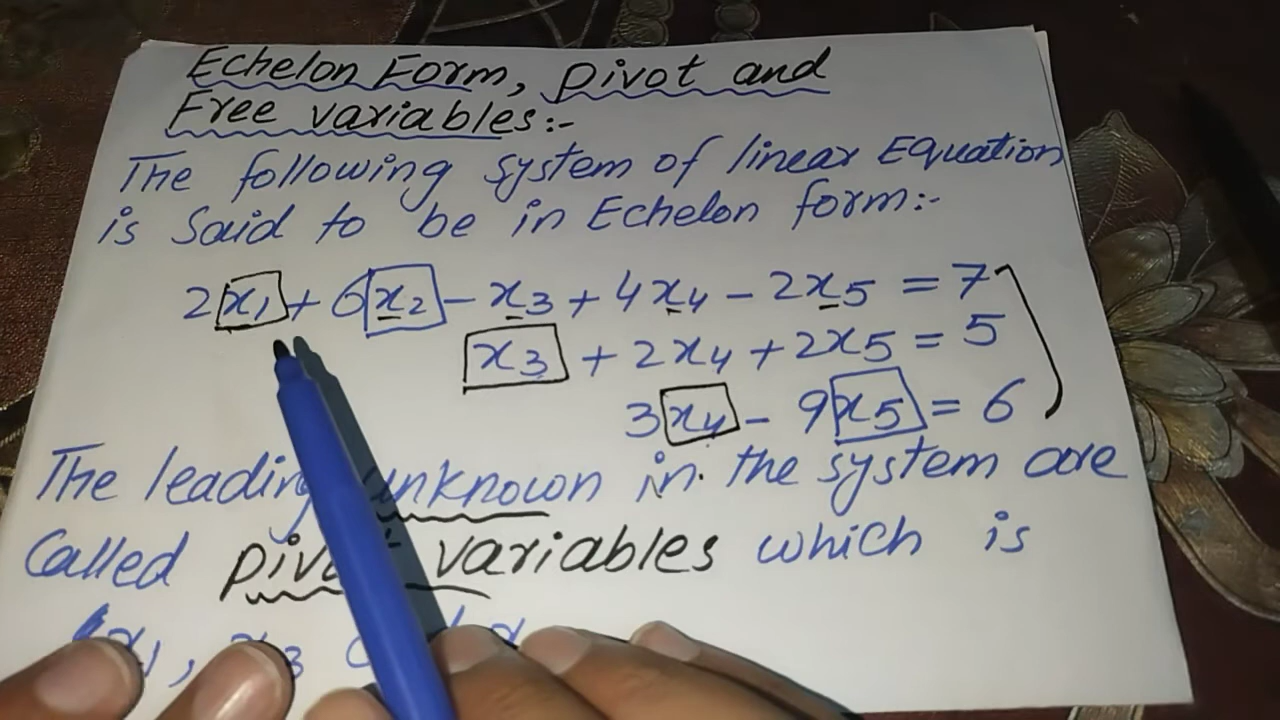 Echelon Form, pivot and
Free variables:-
The following system of linear Equation
is Said to be in Echelon form:-
2x1 + 6x2 - x3 + 4x4 - 2x5 = 7
x3 + 2x4 + 2x5 = 5
3x4 - 9x5 = 6
The leading unknown in the system are
Called variables which is
x1,